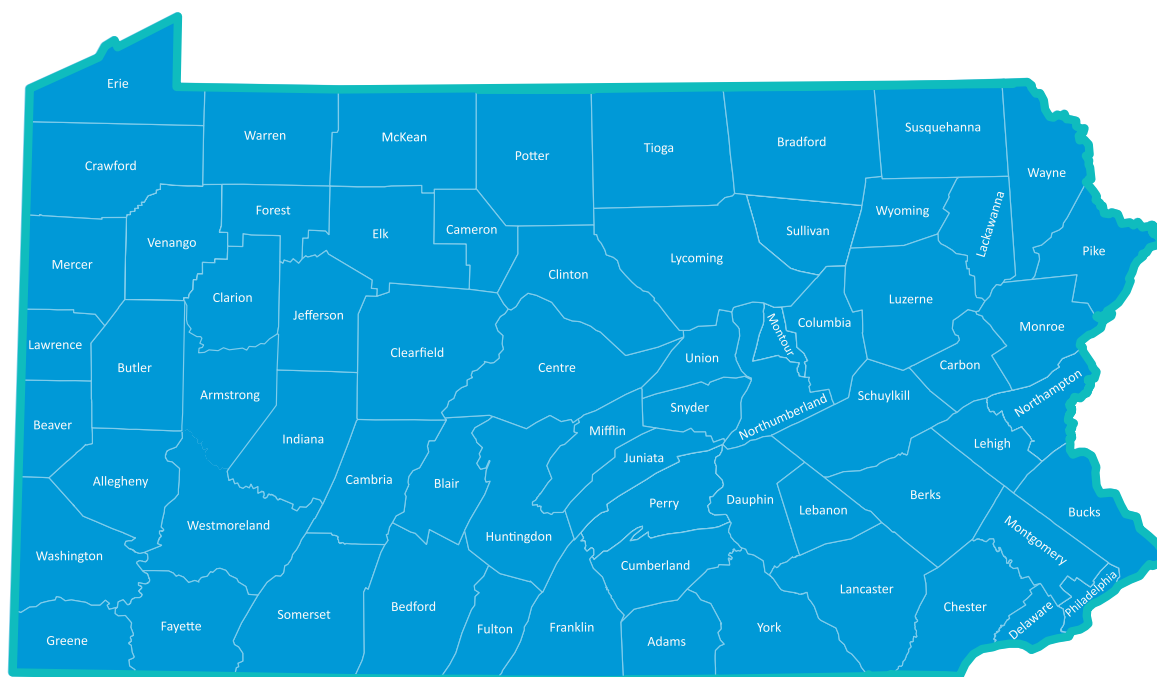 Erie
Warren
McKean
Potter
Tioga
Bradford
Susquehanna
Wayne
Crawford
Forest
Elk
Cameron
Sullivan
Wyoming
Lackawanna
Pike
Venango
Mercer
Clarion
Jefferson
Clinton
Lycoming
Luzerne
Monroe
Lawrence
Butler
Clearfield
Centre
Union
Montour
Columbia
Carbon
Northampton
Armstrong
Beaver
Indiana
Mifflin
Snyder
Northumberland
Schuylkill
Lehigh
Allegheny
Cambria
Blair
Juniata
Perry
Dauphin
Lebanon
Berks
Bucks
Westmoreland
Washington
Huntingdon
Cumberland
Montgomery
Somerset
Bedford
Lancaster
Chester
Philadelphia
Delaware
Greene
Fayette
Fulton
Franklin
Adams
York